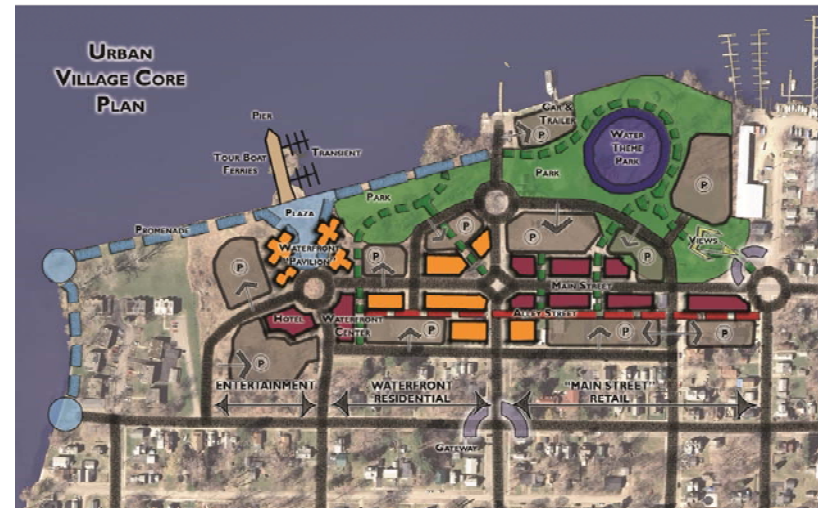 URBAN
VILLAGE CORE
PLAN
PIER
TOUR BOAT
FERRIES
TRANSIENT
CAR &
TRAILER
P
WATER
THEME
PARK
PARK
PARK
P
PLAZA
PROMENADE
WATERFRONT
PAVILION
P
P
P
P
P
VIEWS
MAIN STREET
HOTEL
WATERFRONT
CENTER
ALLEY STREET
P
P
P
P
ENTERTAINMENT
WATERFRONT
RESIDENTIAL
"MAIN STREET"
RETAIL
GATEWAY